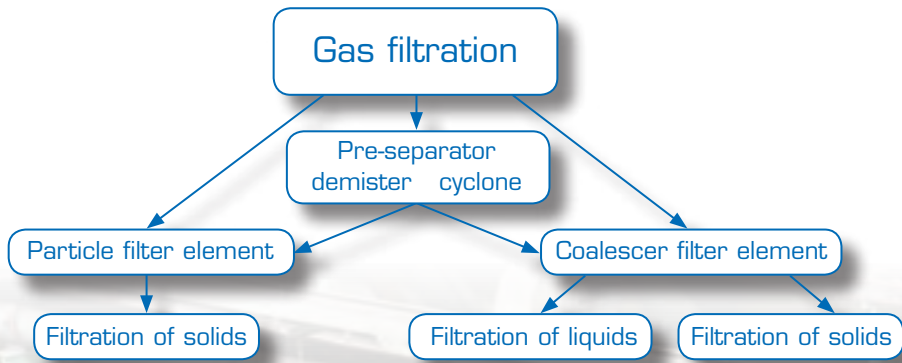 Gas filtration
Pre-separator
demister cyclone
Particle filter element
Coalescer filter element
Filtration of solids
Filtration of liquids
Filtration of solids